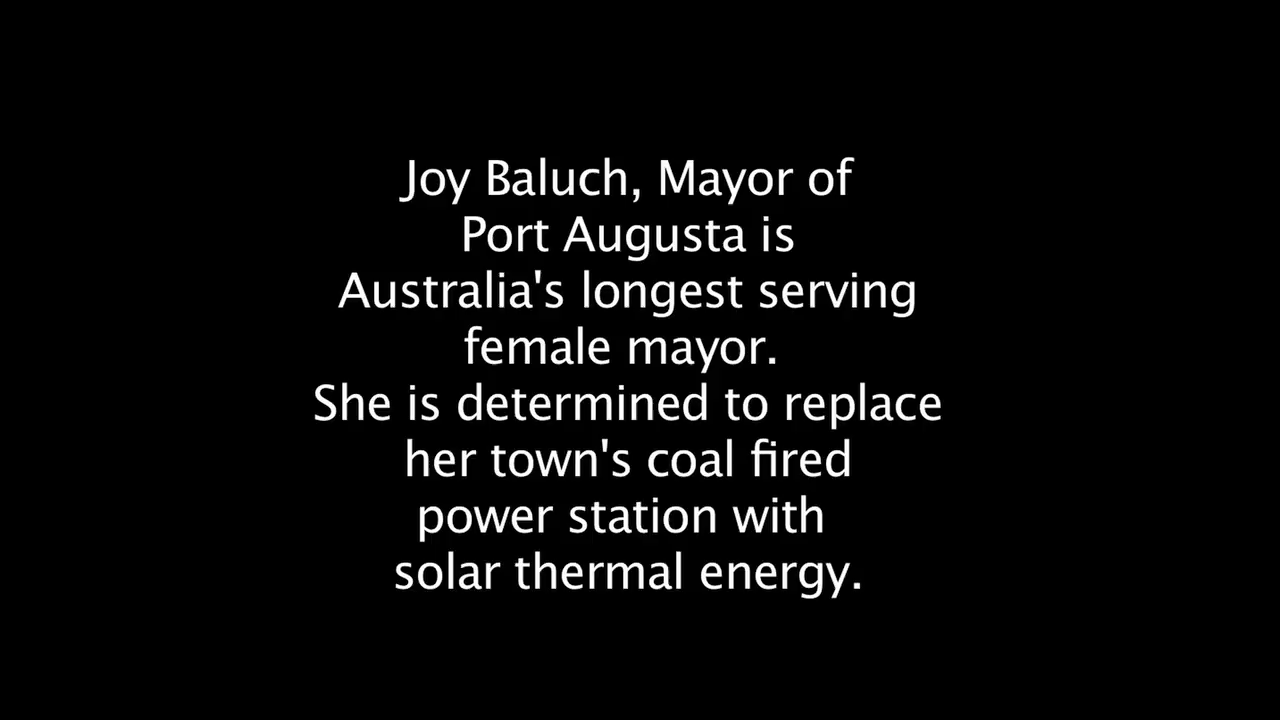 Joy Baluch, Mayor of
Port Augusta is
Australia's longest serving
female mayor.
She is determined to replace
her town's coal fired
power station with
solar thermal energy.